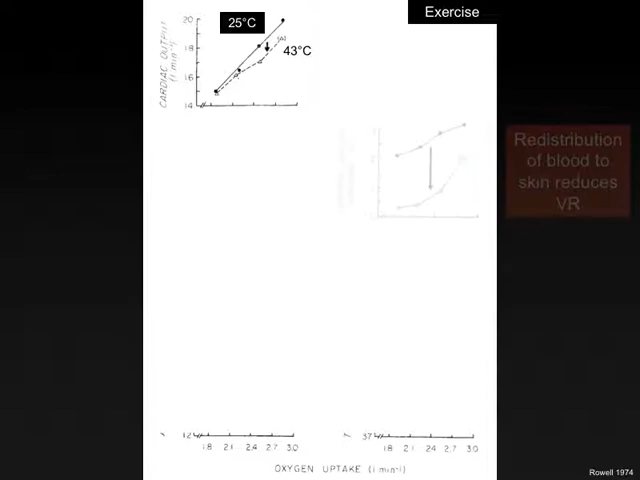 Exercise
25°C
20
18
16
14
CARDIAC OUTPUT
(l·min⁻¹)
43°C
Redistribution
of blood to
skin reduces
VR
12
1.8 2.1 2.4 2.7 3.0
37
1.8 2.1 2.4 2.7 3.0
OXYGEN UPTAKE (l·min⁻¹)
Rowell 1974